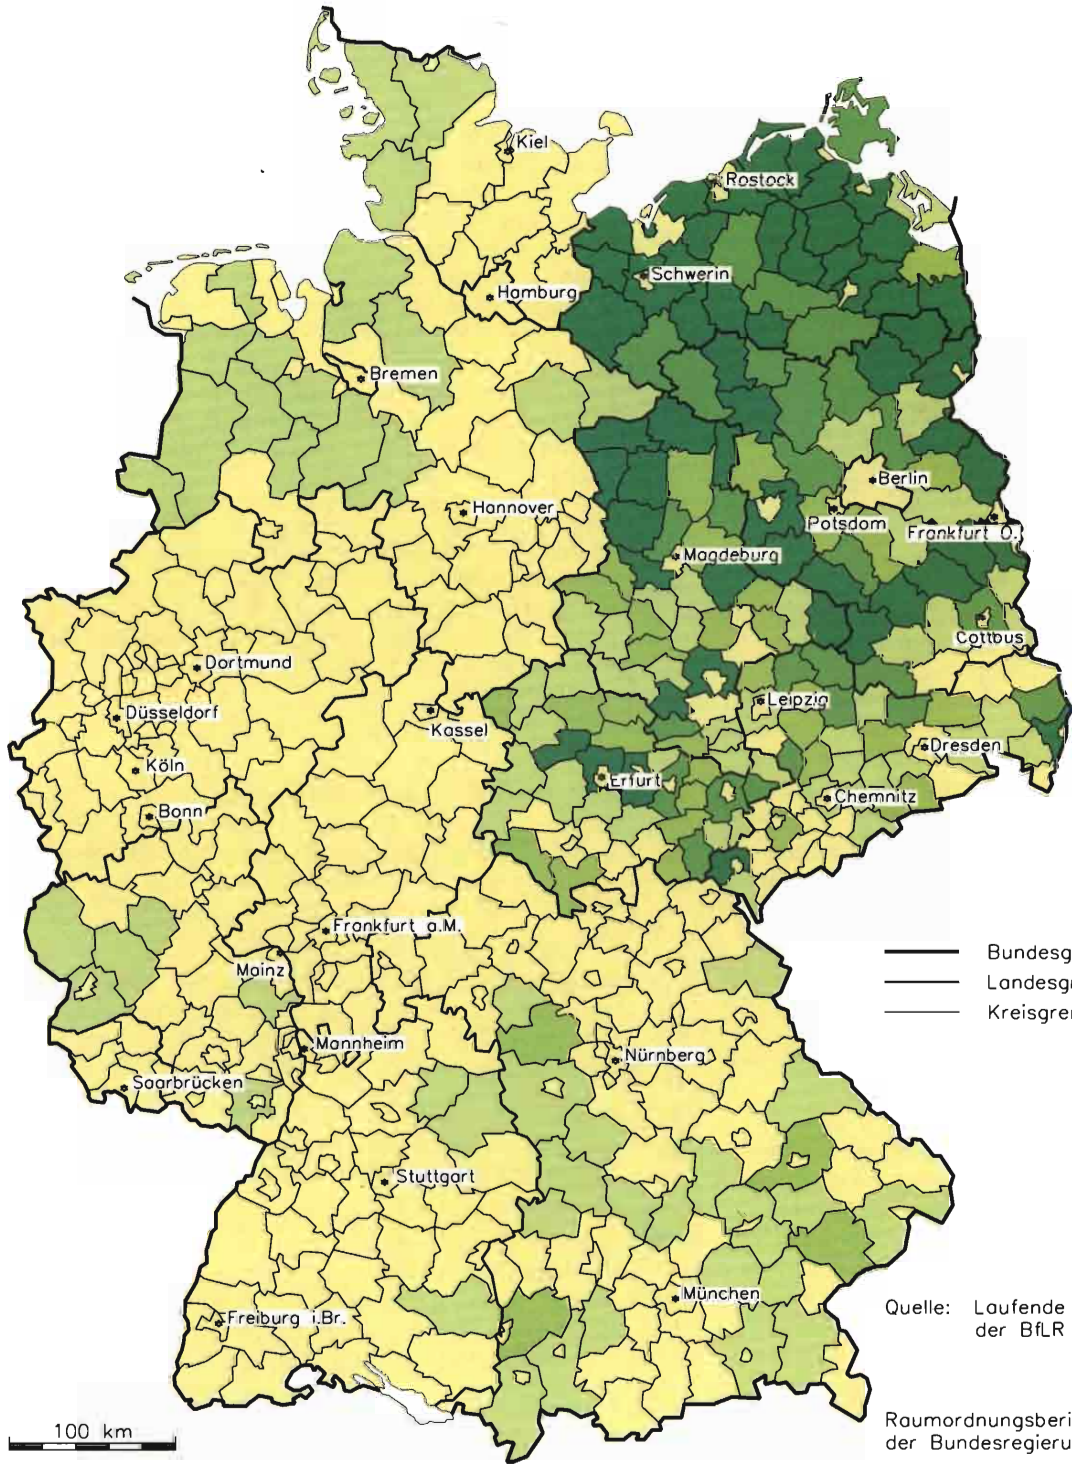 Kiel
Rostock
Schwerin
Hamburg
Bremen
Berlin
Hannover
Potsdam
Frankfurt O.
Magdeburg
Cottbus
Dortmund
Leipzig
Düsseldorf
Kassel
Dresden
Köln
Erfurt
Chemnitz
Bonn
Frankfurt a.M.
Mainz
Bundesg
Landesg
Kreisgre
Mannheim
Nürnberg
Saarbrücken
Stuttgart
München
Freiburg i.Br.
Quelle: Laufende
der BfLR
100 km
Raumordnungsberi
der Bundesregieru